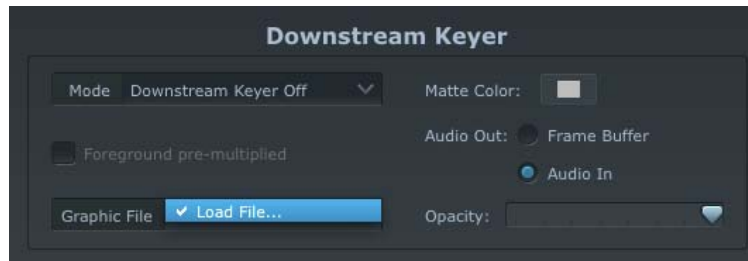 Downstream Keyer
Mode Downstream Keyer Off
Matte Color:
Foreground pre-multiplied
Audio Out: Frame Buffer
Audio In
Graphic File ✔ Load File...
Opacity: